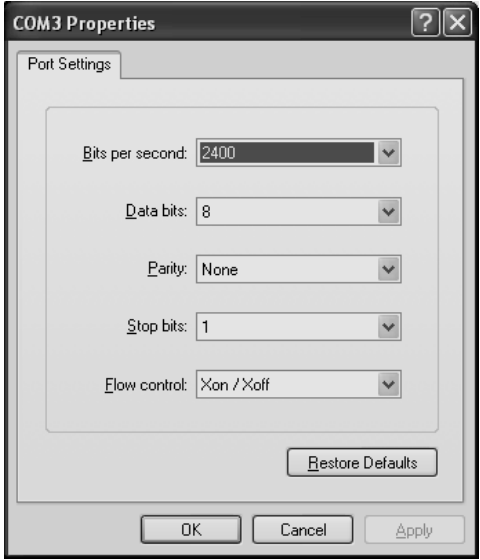 COM3 Properties
Port Settings
Bits per second: 2400
Data bits: 8
Parity: None
Stop bits: 1
Flow control: Xon / Xoff
Restore Defaults
OK Cancel Apply